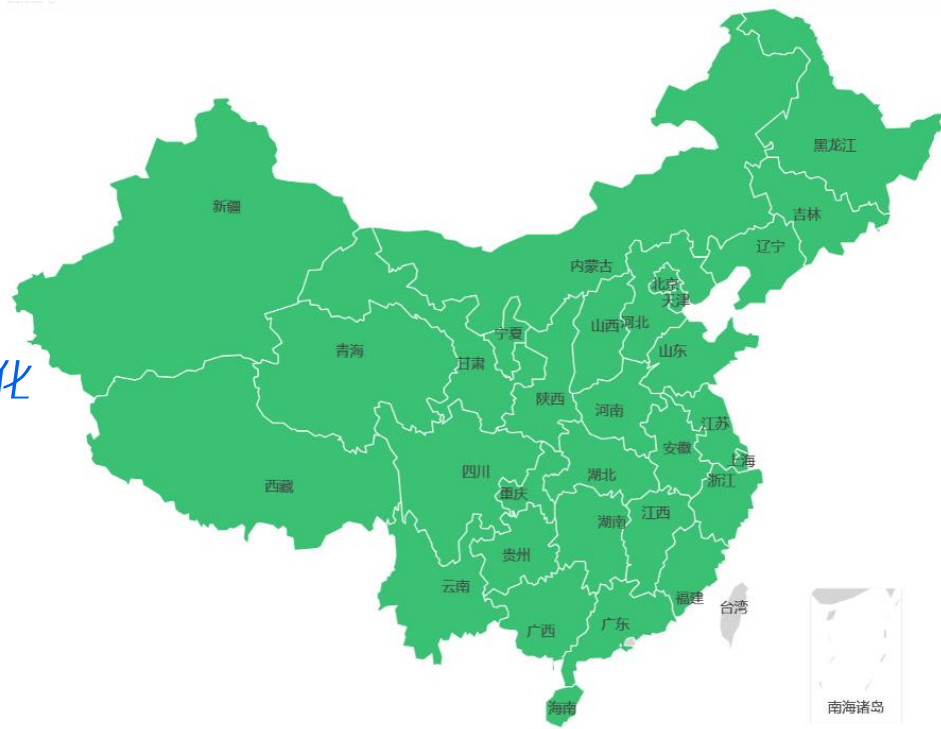 黑龙江
新疆
吉林
辽宁
内蒙古
北京
天津
山西
河北
宁夏
青海
甘肃
山东
化
陕西
河南
江苏
安徽
上海
四川
湖北
浙江
西藏
重庆
湖南
江西
贵州
云南
福建
台湾
广西
广东
海南
南海诸岛